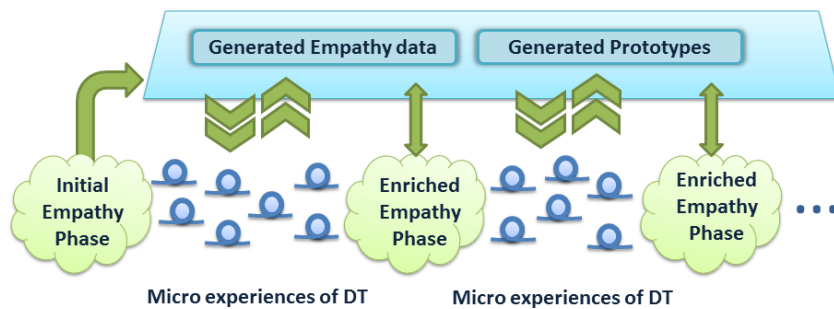 Generated Empathy data
Generated Prototypes
Initial
Empathy
Phase
Enriched
Empathy
Phase
Enriched
Empathy
Phase
...
Micro experiences of DT
Micro experiences of DT